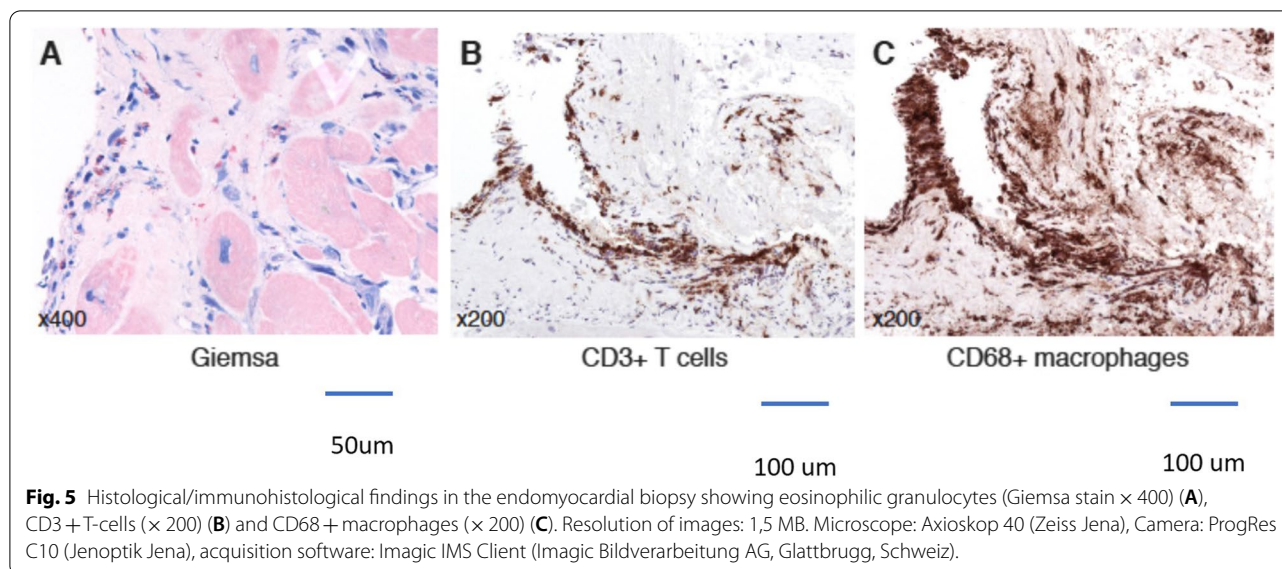 A
B
C
x400
x200
x200
Giemsa
CD3+ T cells
CD68+ macrophages
50um
100 um
100 um
Fig. 5 Histological/immunohistological findings in the endomyocardial biopsy showing eosinophilic granulocytes (Giemsa stain × 400) (A),
CD3 + T-cells (× 200) (B) and CD68 + macrophages (× 200) (C). Resolution of images: 1,5 MB. Microscope: Axioskop 40 (Zeiss Jena), Camera: ProgRes
C10 (Jenoptik Jena), acquisition software: Imagic IMS Client (Imagic Bildverarbeitung AG, Glattbrugg, Schweiz).